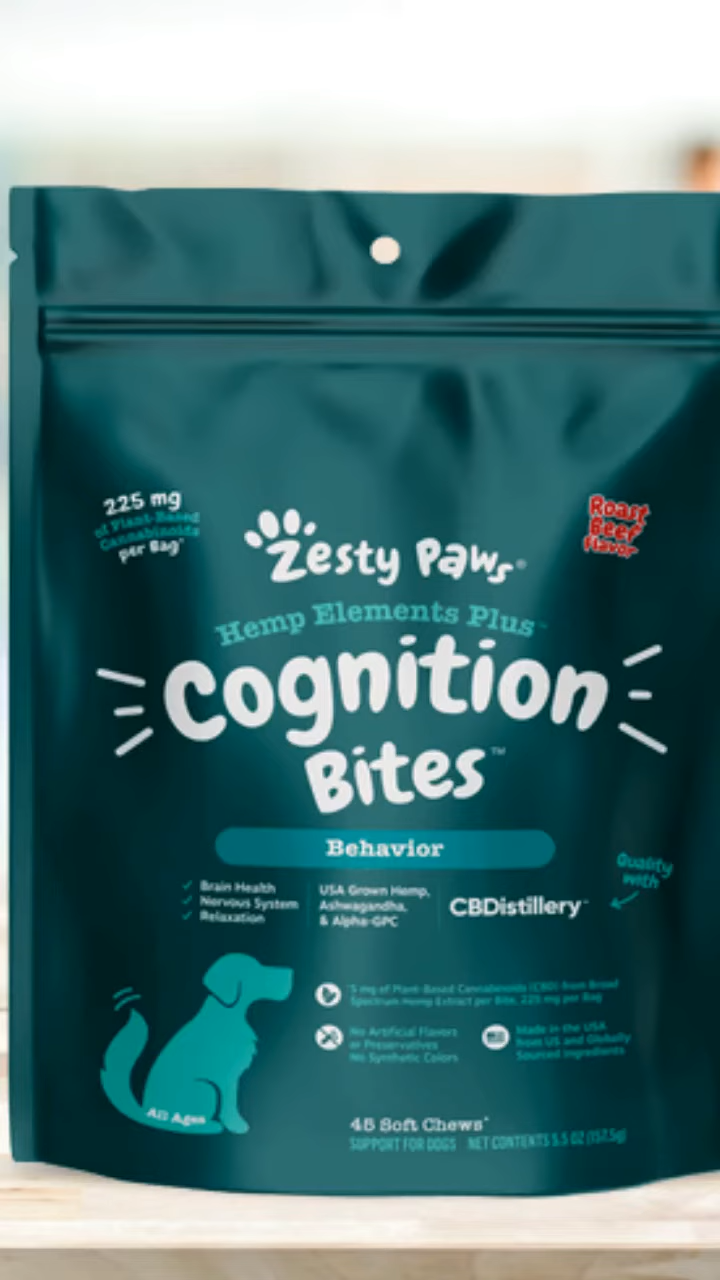 225 mg
of Plant-Based
Cannabinoids
per Bag*
Roast
Beef
Flavor
Zesty Paws®
Hemp Elements Plus™
Cognition
Bites™
Behavior
✓ Brain Health
✓ Nervous System
✓ Relaxation
USA Grown Hemp,
Ashwagandha,
& Alpha-GPC
CBDistillery™
Quality
with
*5 mg of Plant-Based Cannabinoids (CBD) from Broad
Spectrum Hemp Extract per Bite, 225 mg per Bag
No Artificial Flavors
or Preservatives
No Synthetic Colors
Made in the USA
from US and Globally
Sourced Ingredients
All Ages
45 Soft Chews*
SUPPORT FOR DOGS NET CONTENTS 5.5 OZ (157.5g)